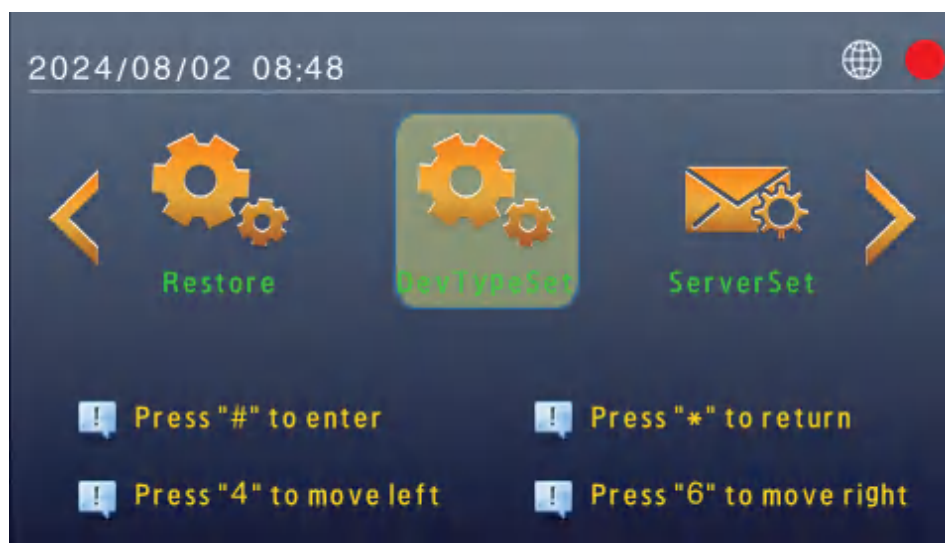 2024/08/02 08:48
Restore DevTypeSet ServerSet
Press "#" to enter Press "*" to return
Press "4" to move left Press "6" to move right